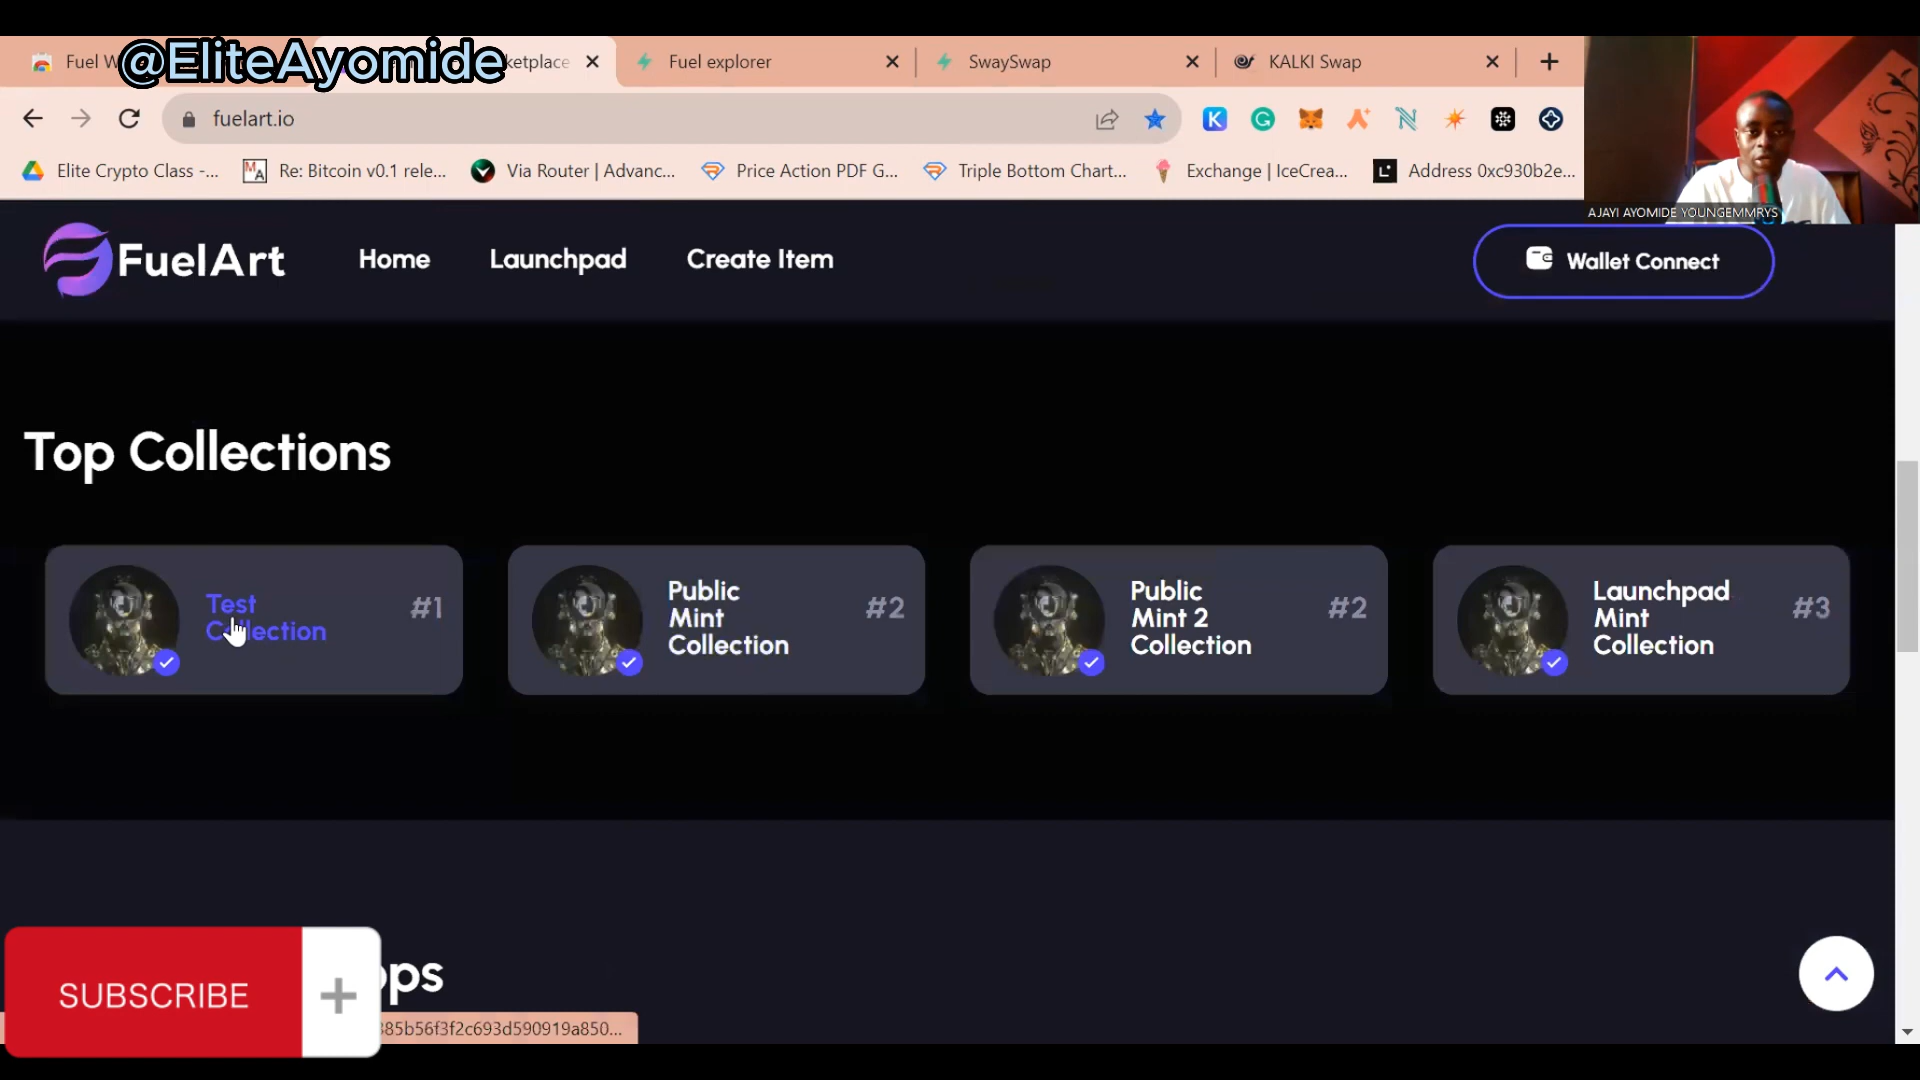 @EliteAyomide
Fuel W
ketplace
Fuel explorer
SwaySwap
KALKI Swap
fuelart.io
Elite Crypto Class -...
Re: Bitcoin v0.1 rele...
Via Router | Advanc...
Price Action PDF G...
Triple Bottom Chart...
Exchange | IceCrea...
Address 0xc930b2e...
AJAYI AYOMIDE YOUNGEMMRYS
FuelArt
Home
Launchpad
Create Item
Wallet Connect
Top Collections
Test
Collection
#1
Public
Mint
Collection
#2
Public
Mint 2
Collection
#2
Launchpad
Mint
Collection
#3
ops
SUBSCRIBE
385b56f3f2c693d590919a850...